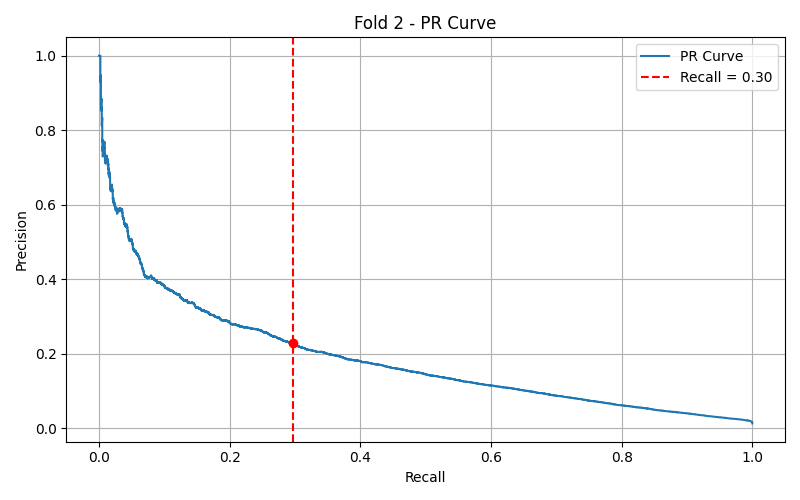 Fold 2 - PR Curve
PR Curve
Recall = 0.30
1.0
0.8
0.6
0.4
0.2
0.0
Precision
0.0 0.2 0.4 0.6 0.8 1.0
Recall